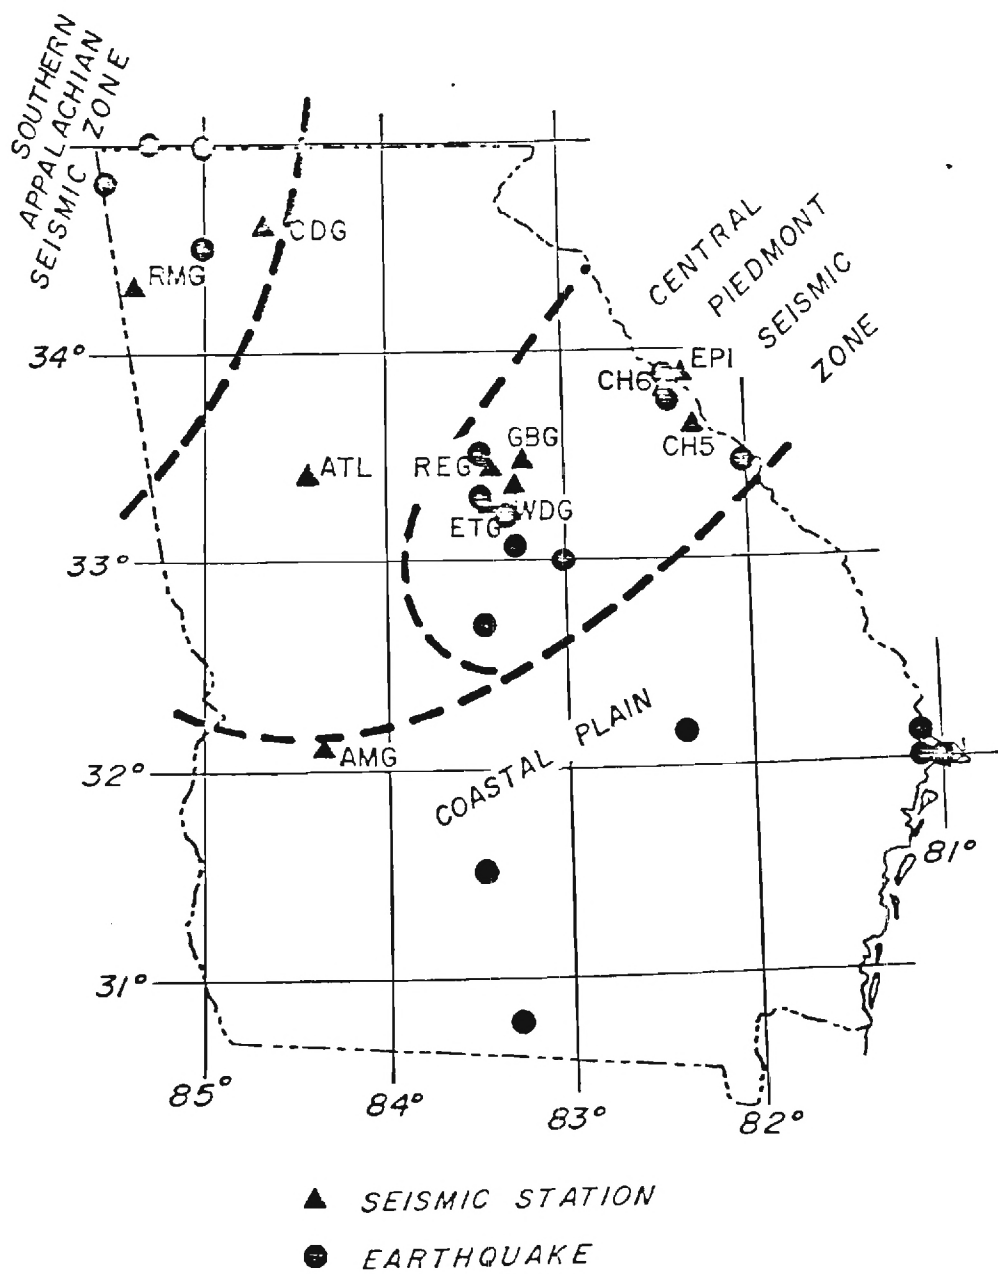 SOUTHERN
APPALACHIAN
SEISMIC ZONE
CDG
RMG
CENTRAL
PIEDMONT
SEISMIC
ZONE
34°
EPI
CH6
CH5
GBG
REG
ATL
WDG
ETG
33°
COASTAL PLAIN
AMG
32°
81°
31°
85°
84°
83°
82°
SEISMIC STATION
EARTHQUAKE